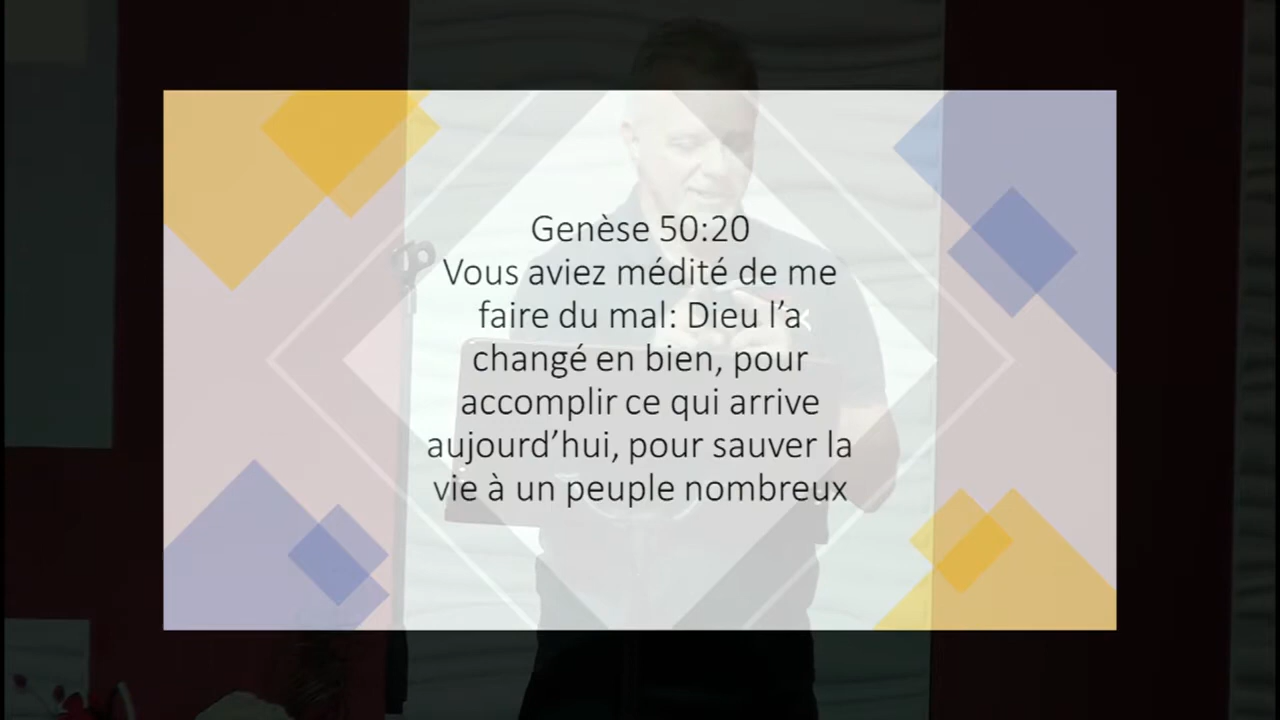 Genèse 50:20
Vous aviez médité de me
faire du mal: Dieu l’a
changé en bien, pour
accomplir ce qui arrive
aujourd’hui, pour sauver la
vie à un peuple nombreux